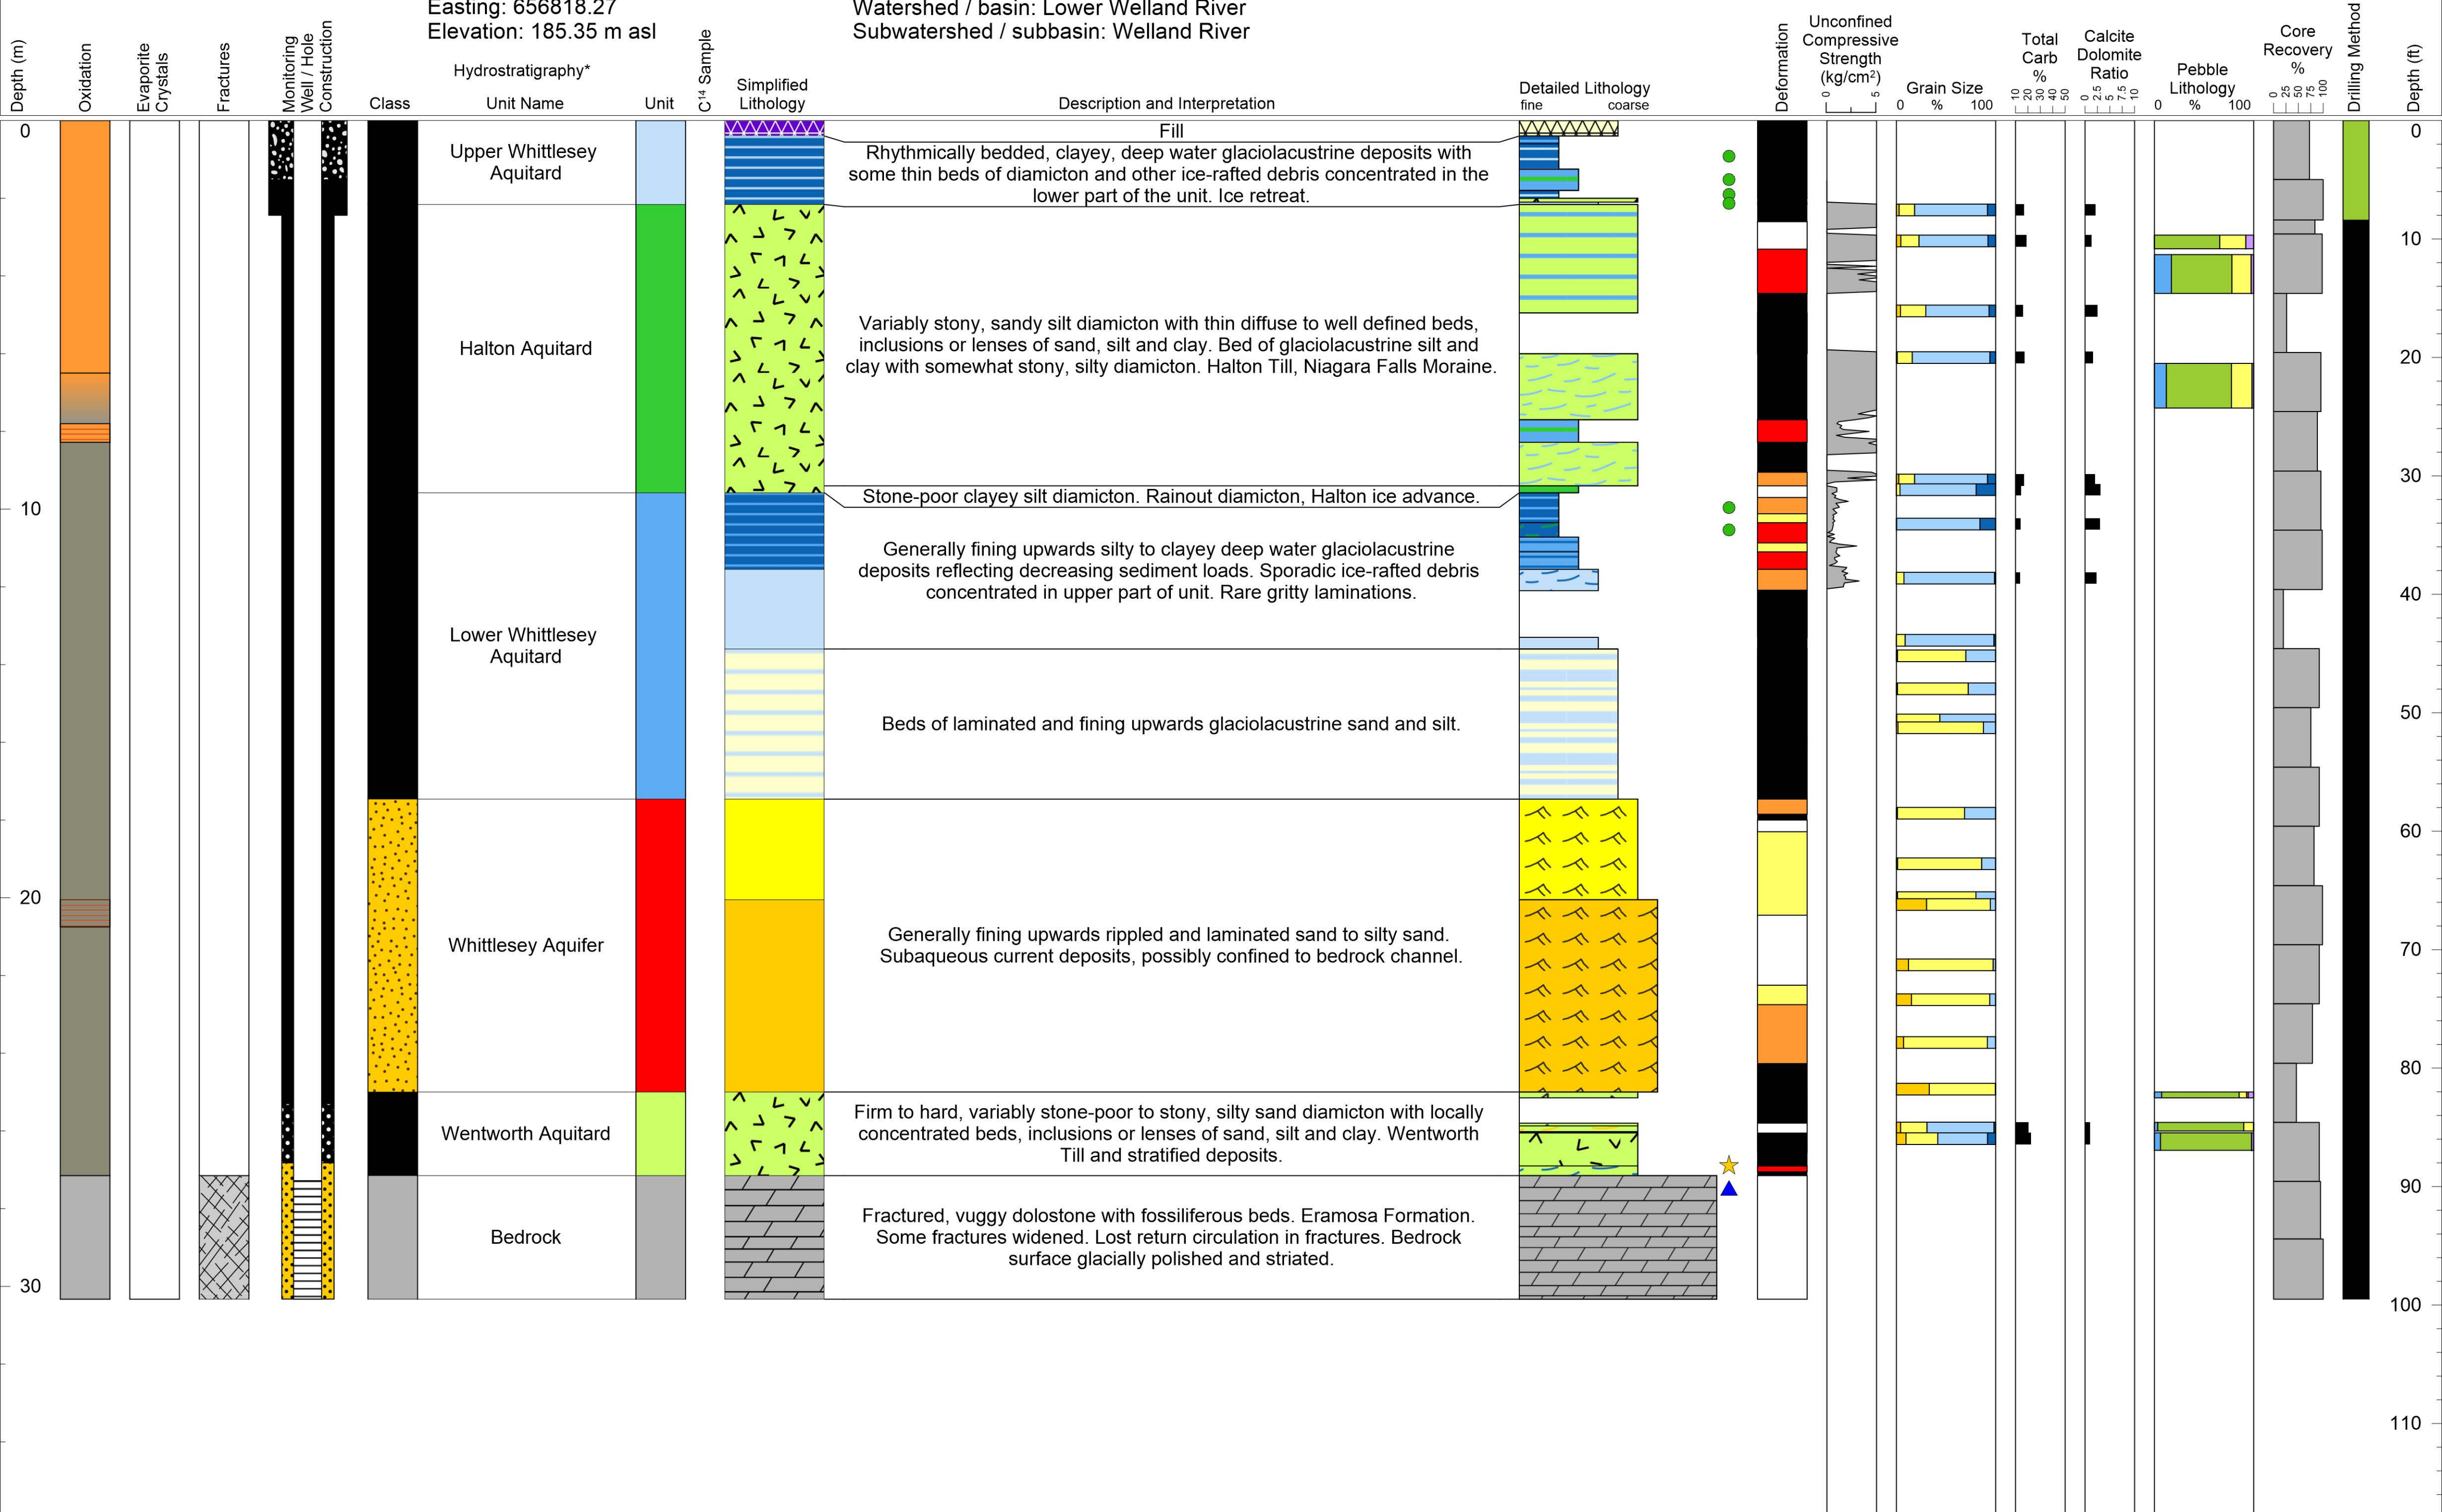 Easting: 656818.27
Elevation: 185.35 m asl
Watershed / basin: Lower Welland River
Subwatershed / subbasin: Welland River
Depth (m)
Oxidation
Evaporite
Crystals
Fractures
Monitoring
Well / Hole
Construction
Hydrostratigraphy*
Class
Unit Name
Unit
C14 Sample
Simplified
Lithology
Description and Interpretation
Detailed Lithology
fine coarse
Deformation
Unconfined
Compressive
Strength
(kg/cm2)
0 5
Grain Size
0 % 100
Total
Carb
%
10 20 30 40 50
Calcite
Dolomite
Ratio
0 2.5 5 7.5 10
Pebble
Lithology
0 % 100
Core
Recovery
%
0 25 50 75 100
Drilling Method
Depth (ft)
0
10
20
30
Upper Whittlesey
Aquitard
Halton Aquitard
Lower Whittlesey
Aquitard
Whittlesey Aquifer
Wentworth Aquitard
Bedrock
Fill
Rhythmically bedded, clayey, deep water glaciolacustrine deposits with
some thin beds of diamicton and other ice-rafted debris concentrated in the
lower part of the unit. Ice retreat.
Variably stony, sandy silt diamicton with thin diffuse to well defined beds,
inclusions or lenses of sand, silt and clay. Bed of glaciolacustrine silt and
clay with somewhat stony, silty diamicton. Halton Till, Niagara Falls Moraine.
Stone-poor clayey silt diamicton. Rainout diamicton, Halton ice advance.
Generally fining upwards silty to clayey deep water glaciolacustrine
deposits reflecting decreasing sediment loads. Sporadic ice-rafted debris
concentrated in upper part of unit. Rare gritty laminations.
Beds of laminated and fining upwards glaciolacustrine sand and silt.
Generally fining upwards rippled and laminated sand to silty sand.
Subaqueous current deposits, possibly confined to bedrock channel.
Firm to hard, variably stone-poor to stony, silty sand diamicton with locally
concentrated beds, inclusions or lenses of sand, silt and clay. Wentworth
Till and stratified deposits.
Fractured, vuggy dolostone with fossiliferous beds. Eramosa Formation.
Some fractures widened. Lost return circulation in fractures. Bedrock
surface glacially polished and striated.
0
10
20
30
40
50
60
70
80
90
100
110